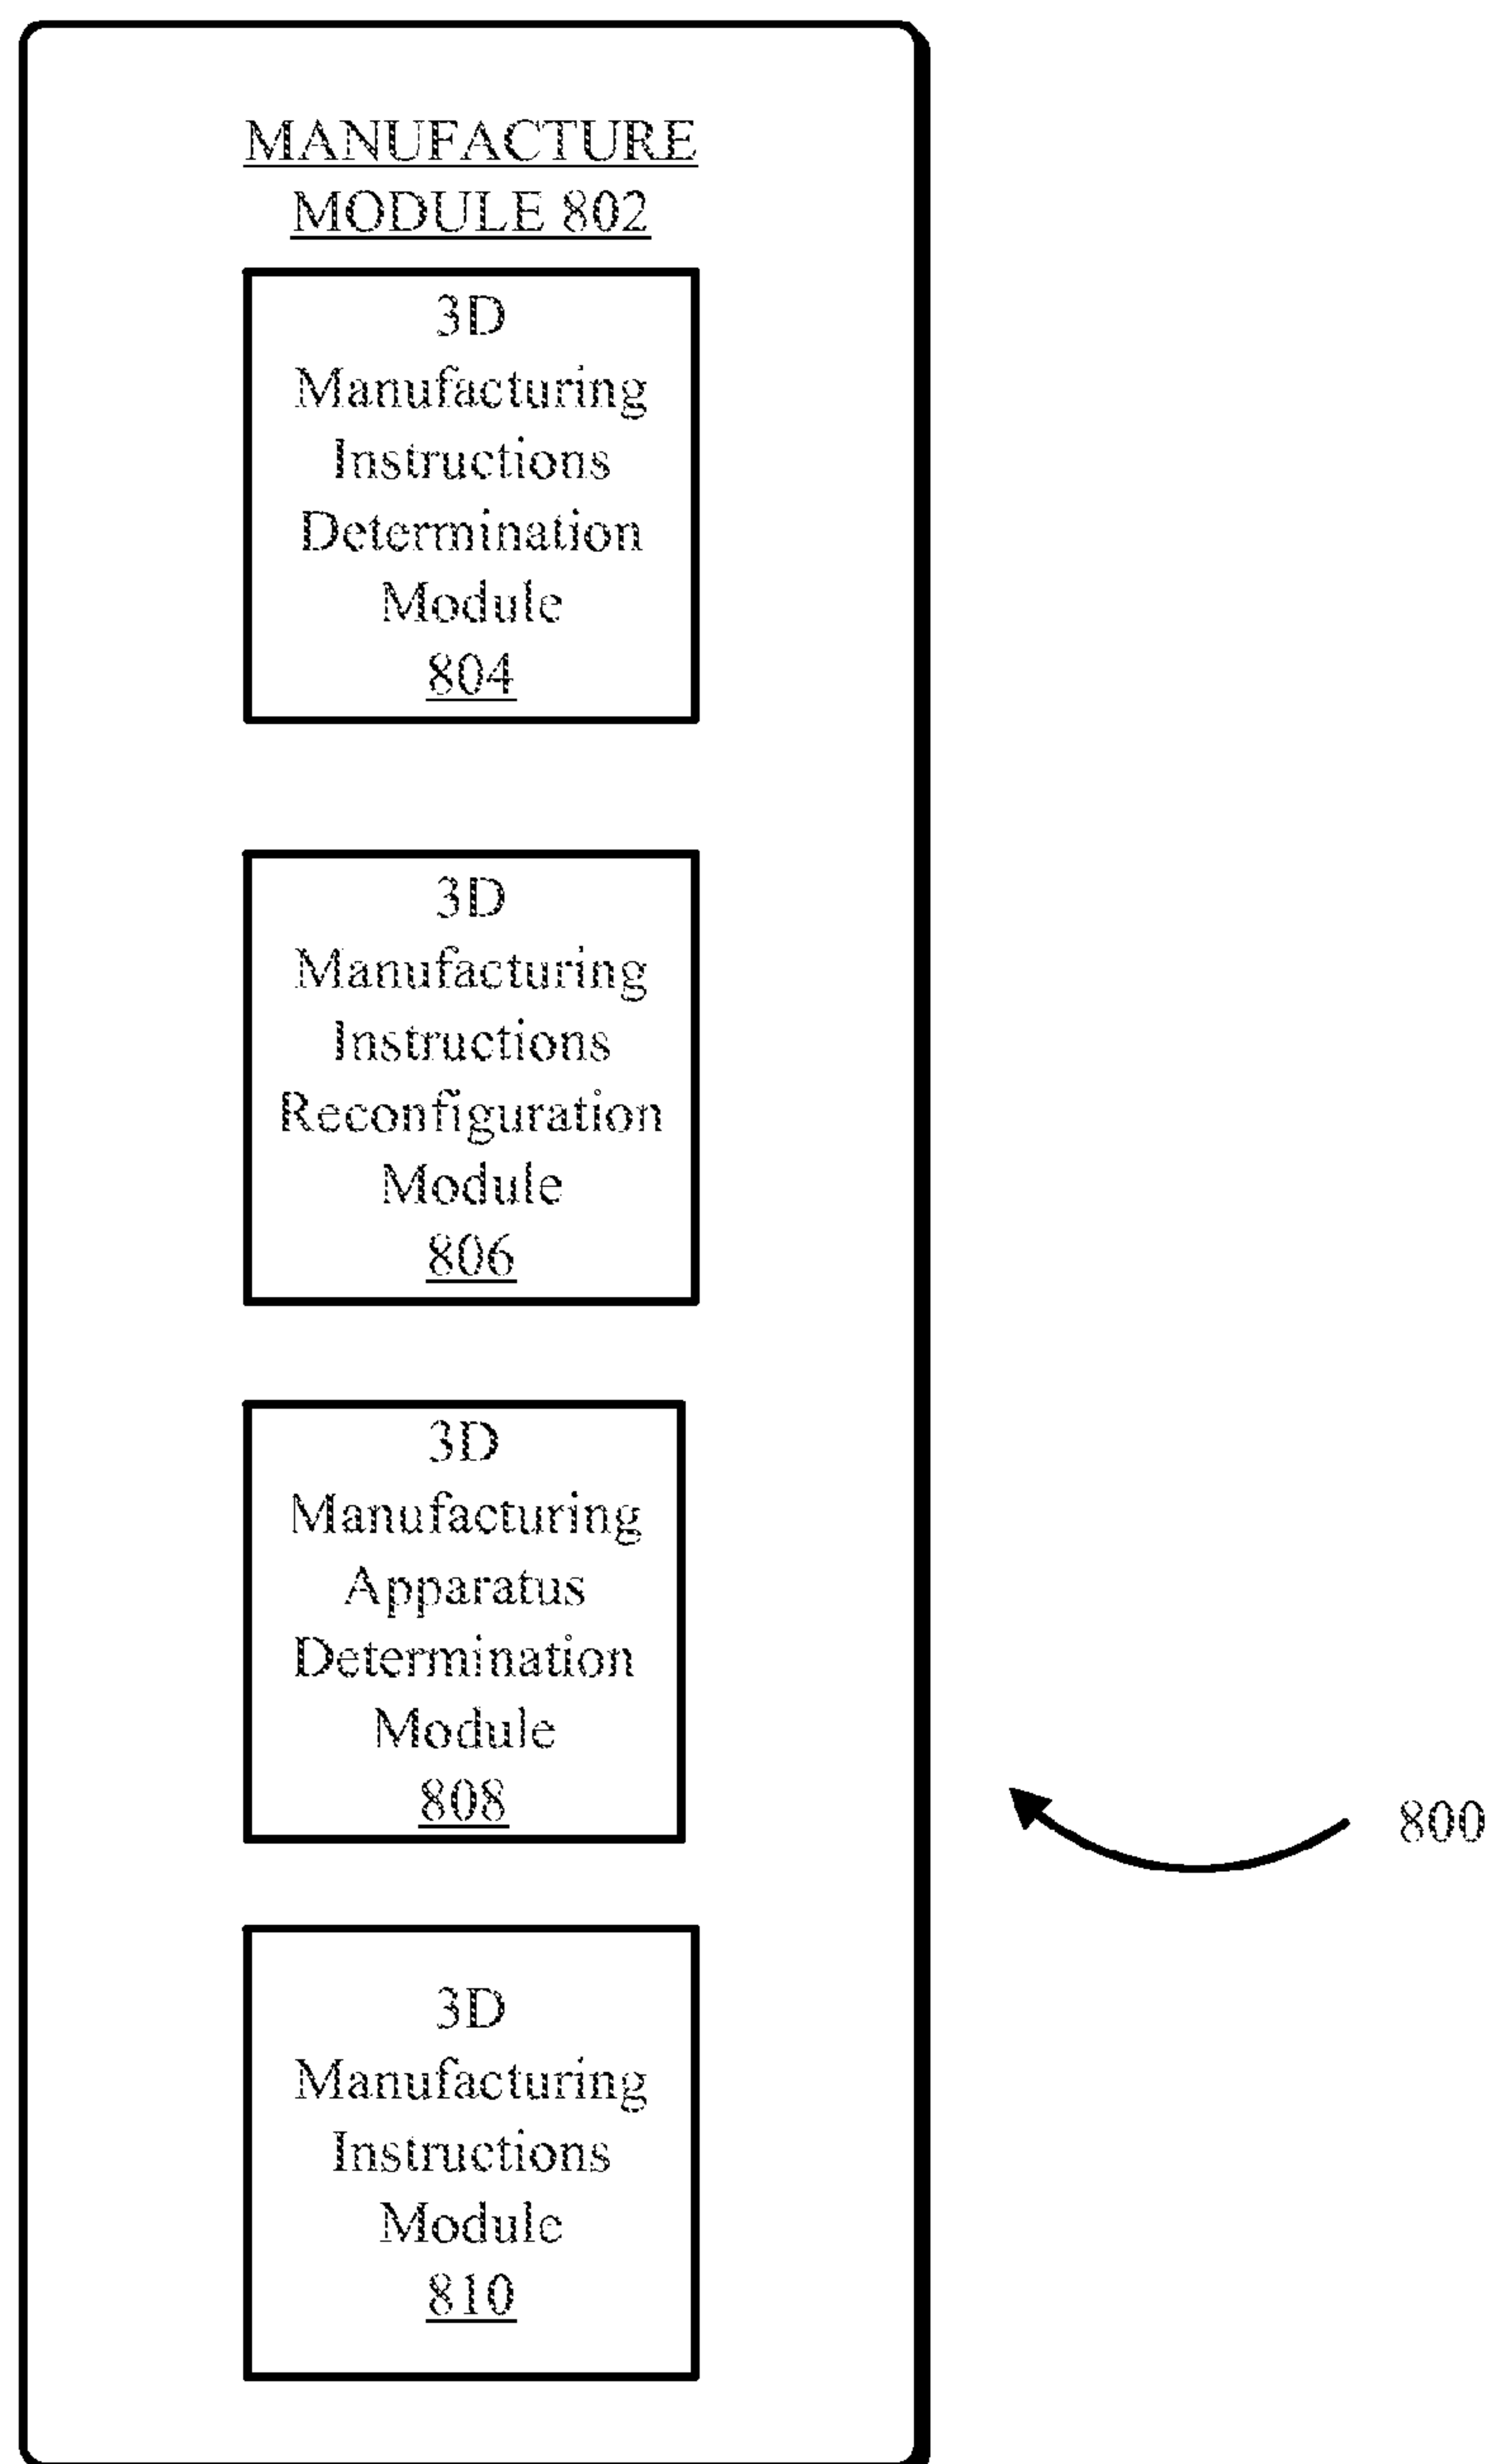 MANUFACTURE
MODULE 802
3D
Manufacturing
Instructions
Determination
Module
804
3D
Manufacturing
Instructions
Reconfiguration
Module
806
3D
Manufacturing
Apparatus
Determination
Module
808
800
3D
Manufacturing
Instructions
Module
810